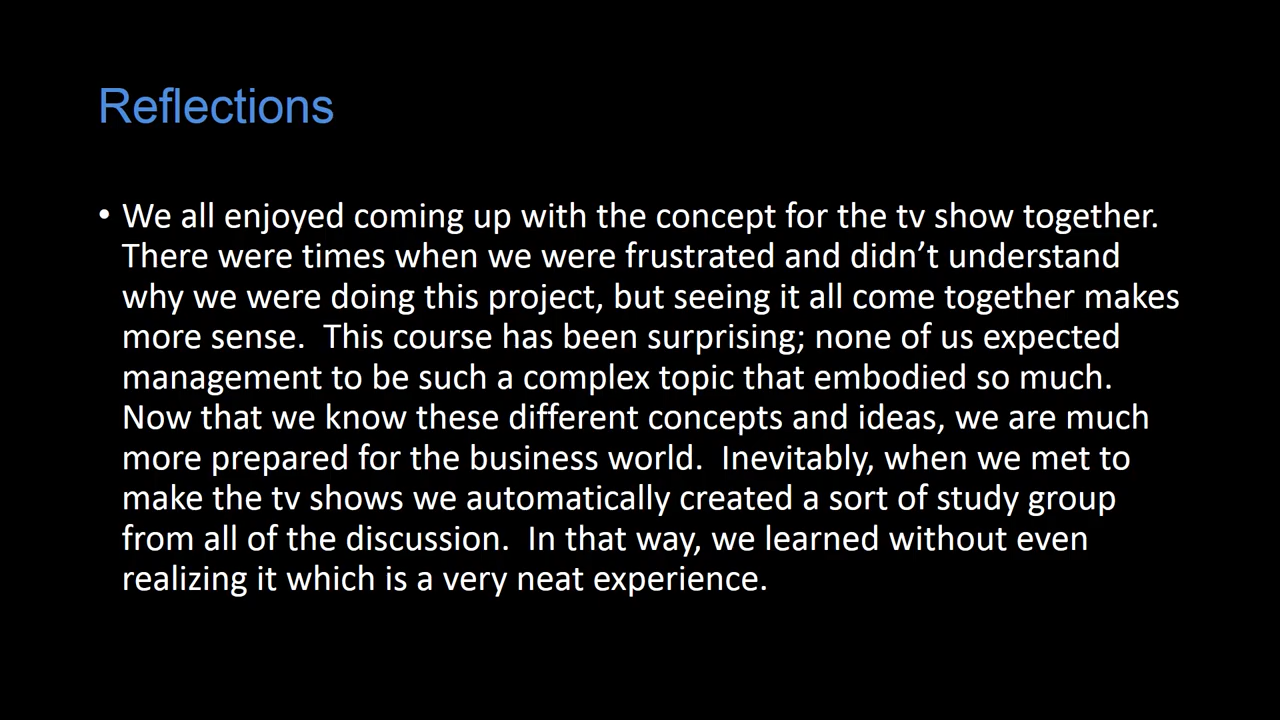 Reflections
• We all enjoyed coming up with the concept for the tv show together.
There were times when we were frustrated and didn’t understand
why we were doing this project, but seeing it all come together makes
more sense.  This course has been surprising; none of us expected
management to be such a complex topic that embodied so much.
Now that we know these different concepts and ideas, we are much
more prepared for the business world.  Inevitably, when we met to
make the tv shows we automatically created a sort of study group
from all of the discussion.  In that way, we learned without even
realizing it which is a very neat experience.